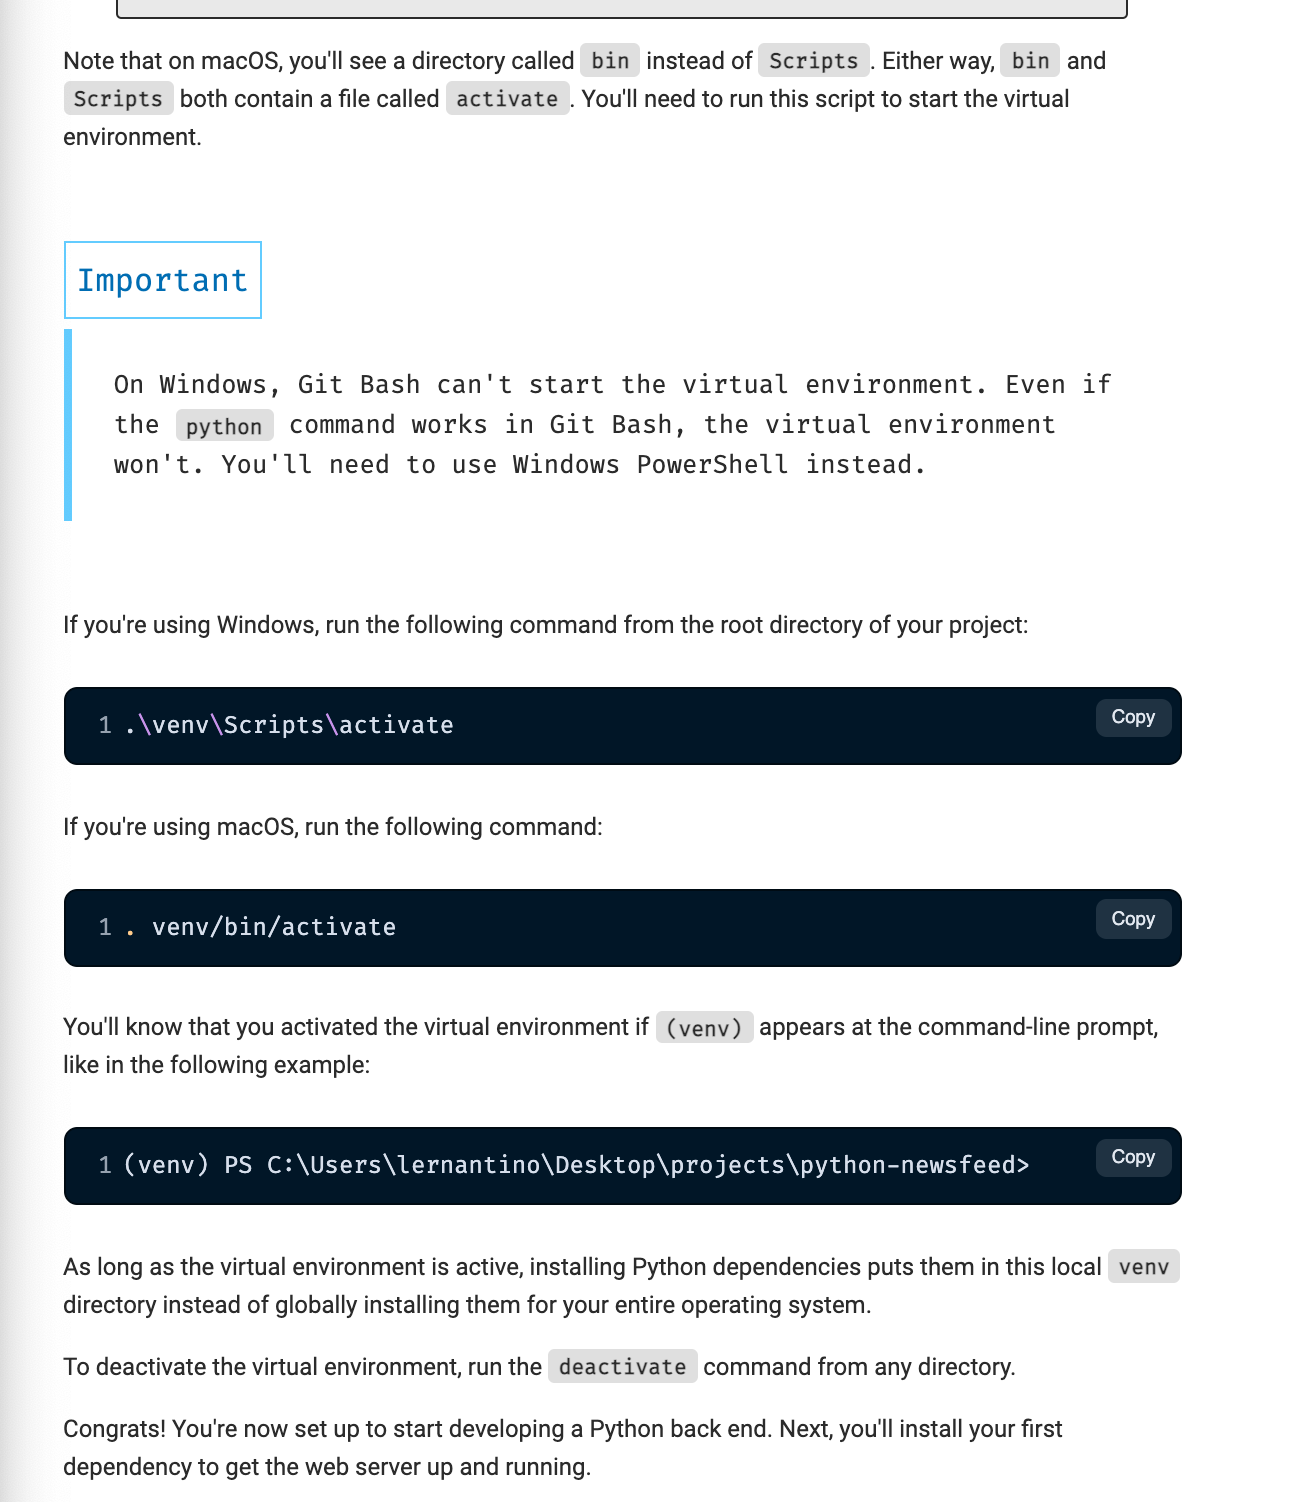 Note that on macOS, you'll see a directory called bin instead of Scripts. Either way, bin and
Scripts both contain a file called activate. You'll need to run this script to start the virtual
environment.
Important
On Windows, Git Bash can't start the virtual environment. Even if
the python command works in Git Bash, the virtual environment
won't. You'll need to use Windows PowerShell instead.
If you're using Windows, run the following command from the root directory of your project:
1 .\venv\Scripts\activate
Copy
If you're using macOS, run the following command:
1 . venv/bin/activate
Copy
You'll know that you activated the virtual environment if (venv) appears at the command-line prompt,
like in the following example:
1 (venv) PS C:\Users\lernantino\Desktop\projects\python-newsfeed>
Copy
As long as the virtual environment is active, installing Python dependencies puts them in this local venv
directory instead of globally installing them for your entire operating system.
To deactivate the virtual environment, run the deactivate command from any directory.
Congrats! You're now set up to start developing a Python back end. Next, you'll install your first
dependency to get the web server up and running.